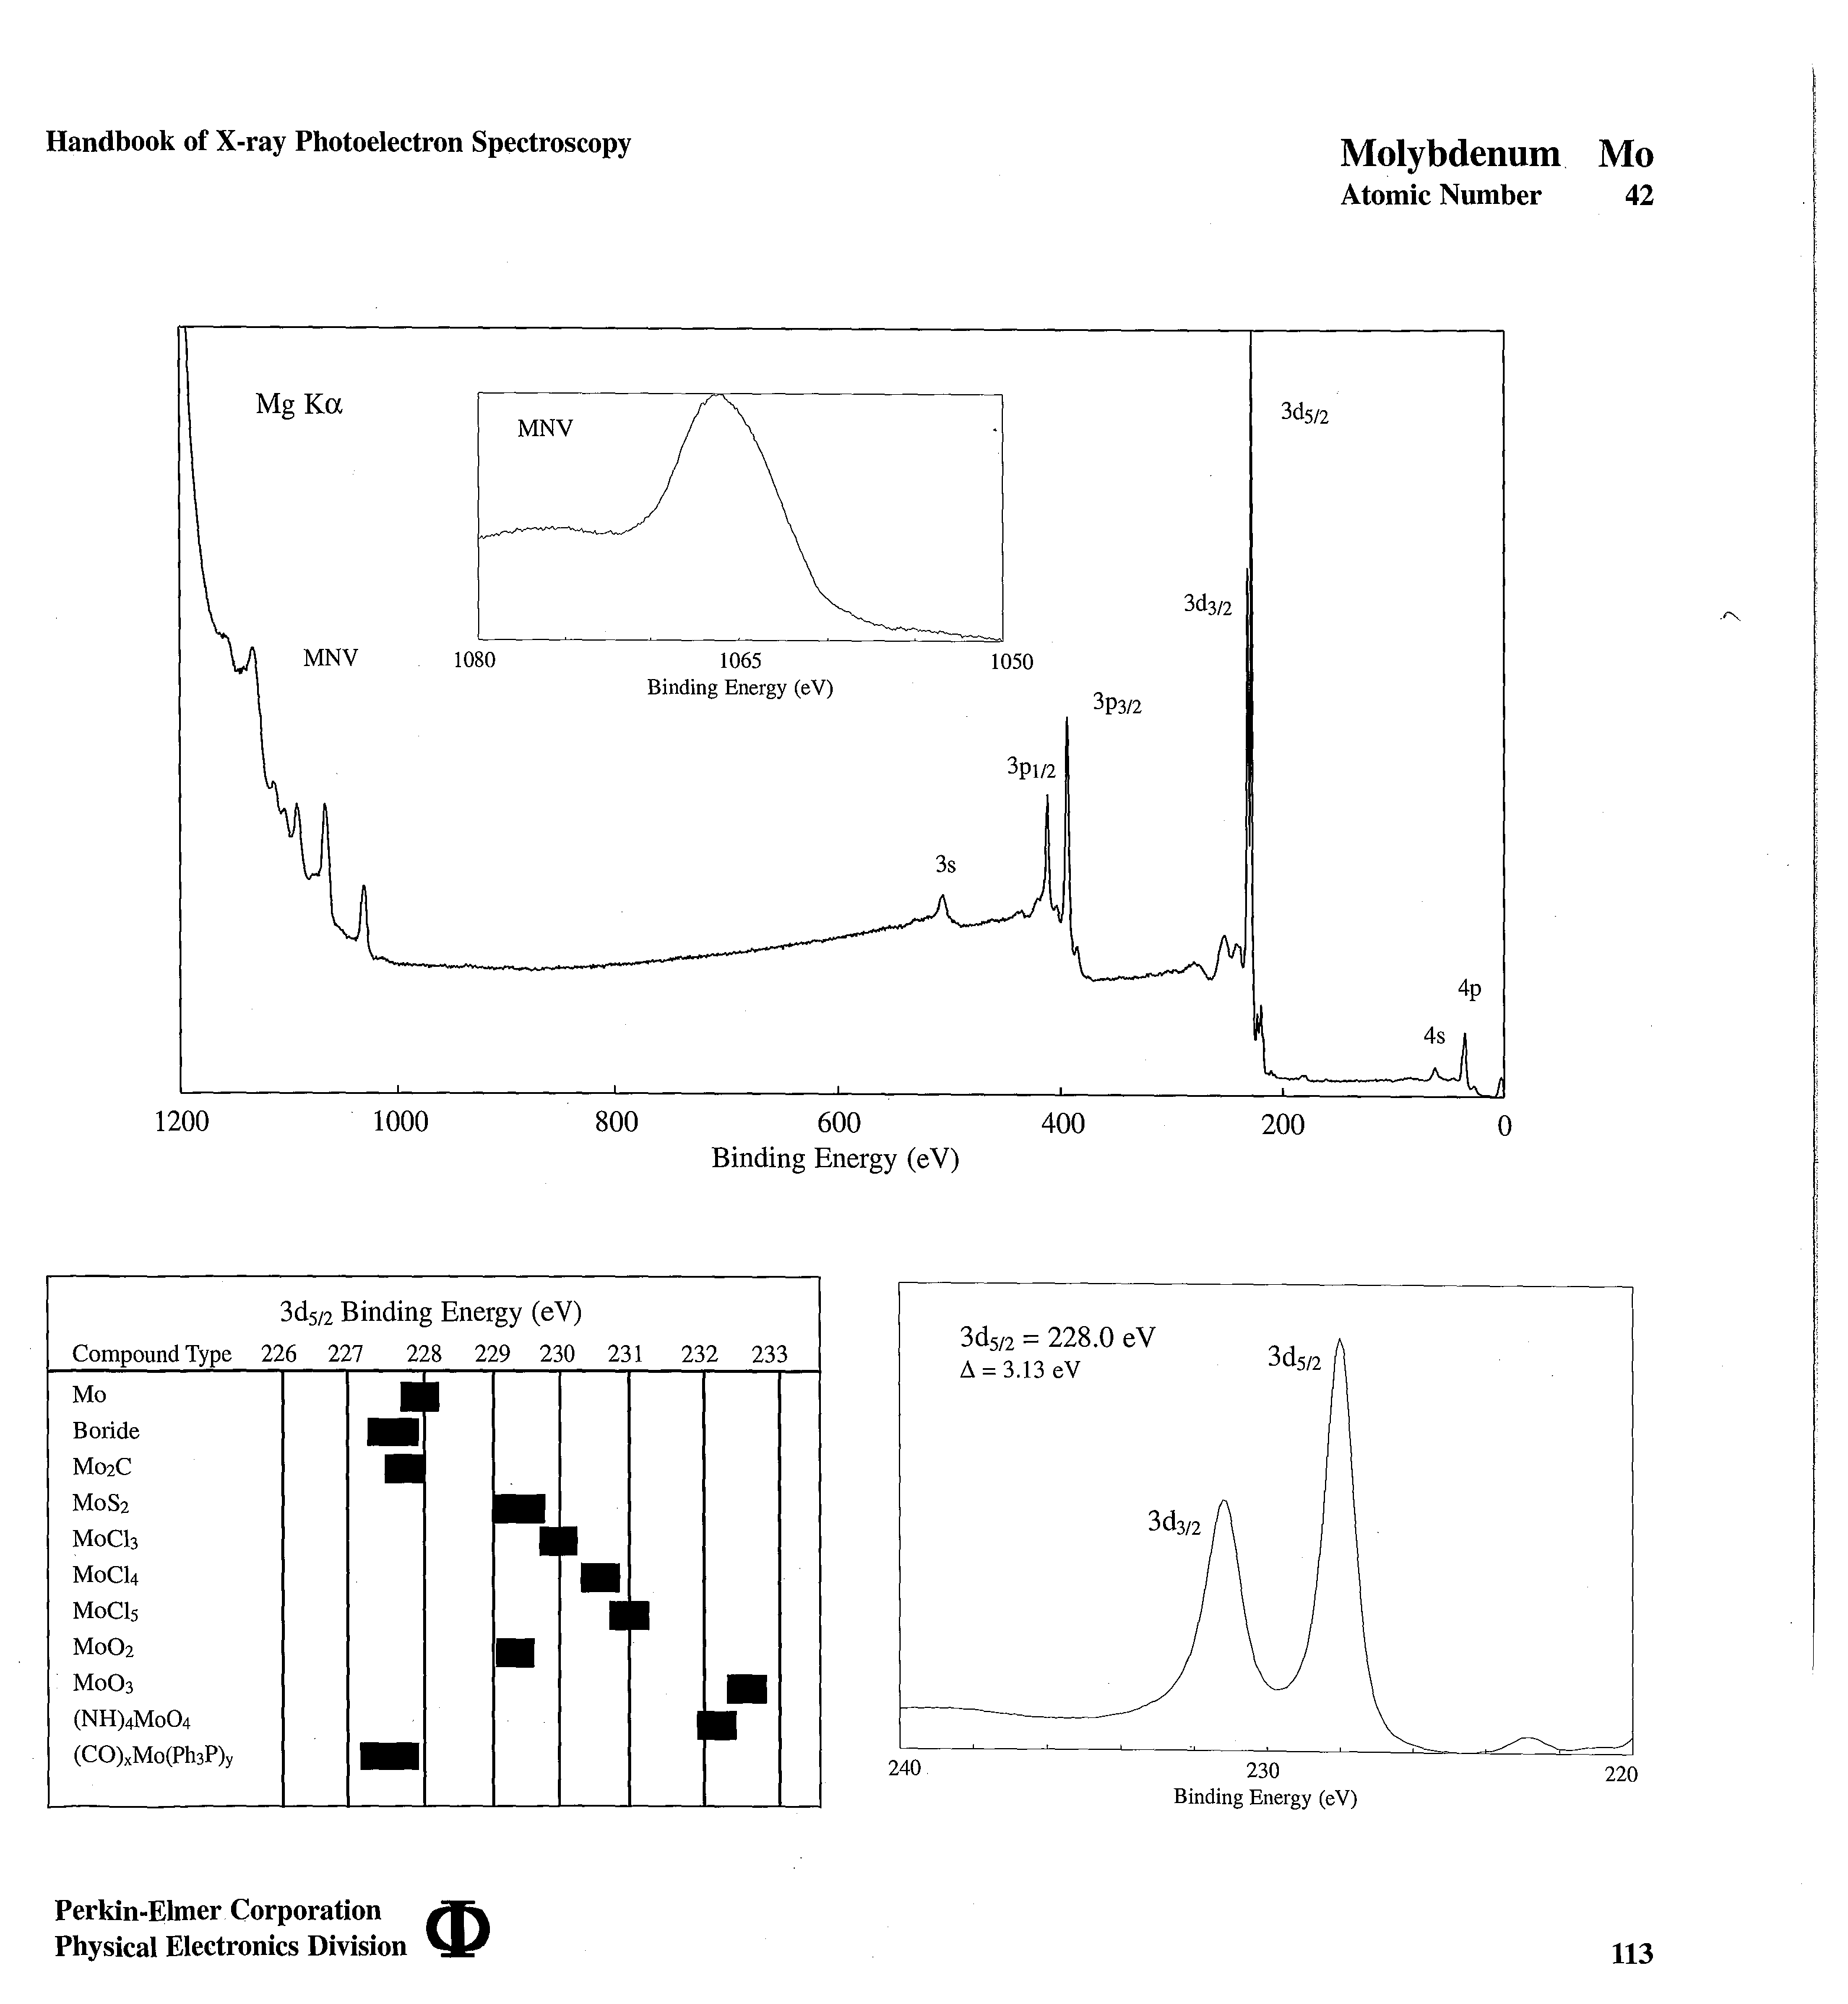 Handbook of X-ray Photoelectron Spectroscopy
Molybdenum Mo
Atomic Number 42
Mg Kα
MNV
3d5/2
3d3/2
MNV
1080 1065 1050
Binding Energy (eV)
3p3/2
3p1/2
3s
4p
4s
1200 1000 800 600 400 200 0
Binding Energy (eV)
3d5/2 Binding Energy (eV)
Compound Type 226 227 228 229 230 231 232 233
Mo
Boride
Mo2C
MoS2
MoCl3
MoCl4
MoCl5
MoO2
MoO3
(NH)4MoO4
(CO)xMo(Ph3P)y
3d5/2 = 228.0 eV
Δ = 3.13 eV
3d5/2
3d3/2
240 230 220
Binding Energy (eV)
Perkin-Elmer Corporation
Physical Electronics Division
113